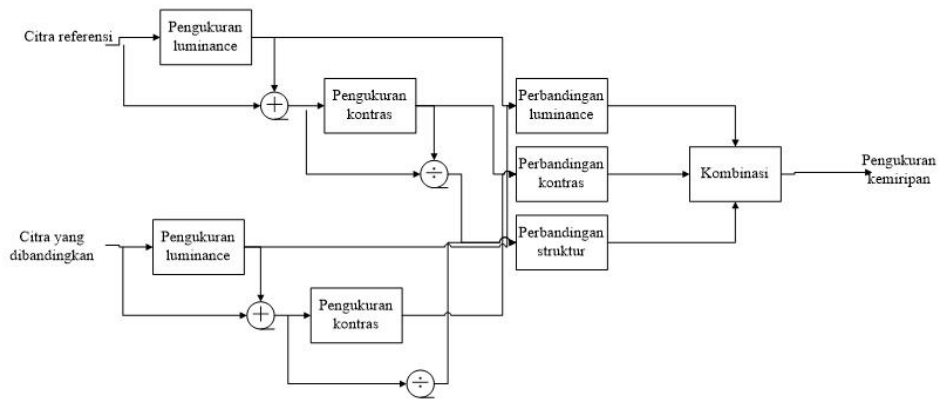 Citra referensi
Pengukuran
luminance
+
Pengukuran
kontras
÷
Perbandingan
luminance
Perbandingan
kontras
Perbandingan
struktur
Kombinasi
Pengukuran
kemiripan
Citra yang
dibandingkan
Pengukuran
luminance
+
Pengukuran
kontras
÷